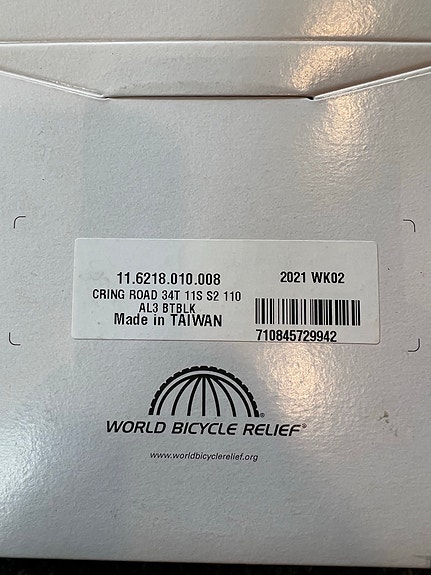 11.6218.010.008 2021 WK02
CRING ROAD 34T 11S S2 110
AL3 BTBLK
Made in TAIWAN
710845729942
WORLD BICYCLE RELIEF®
www.worldbicyclerelief.org